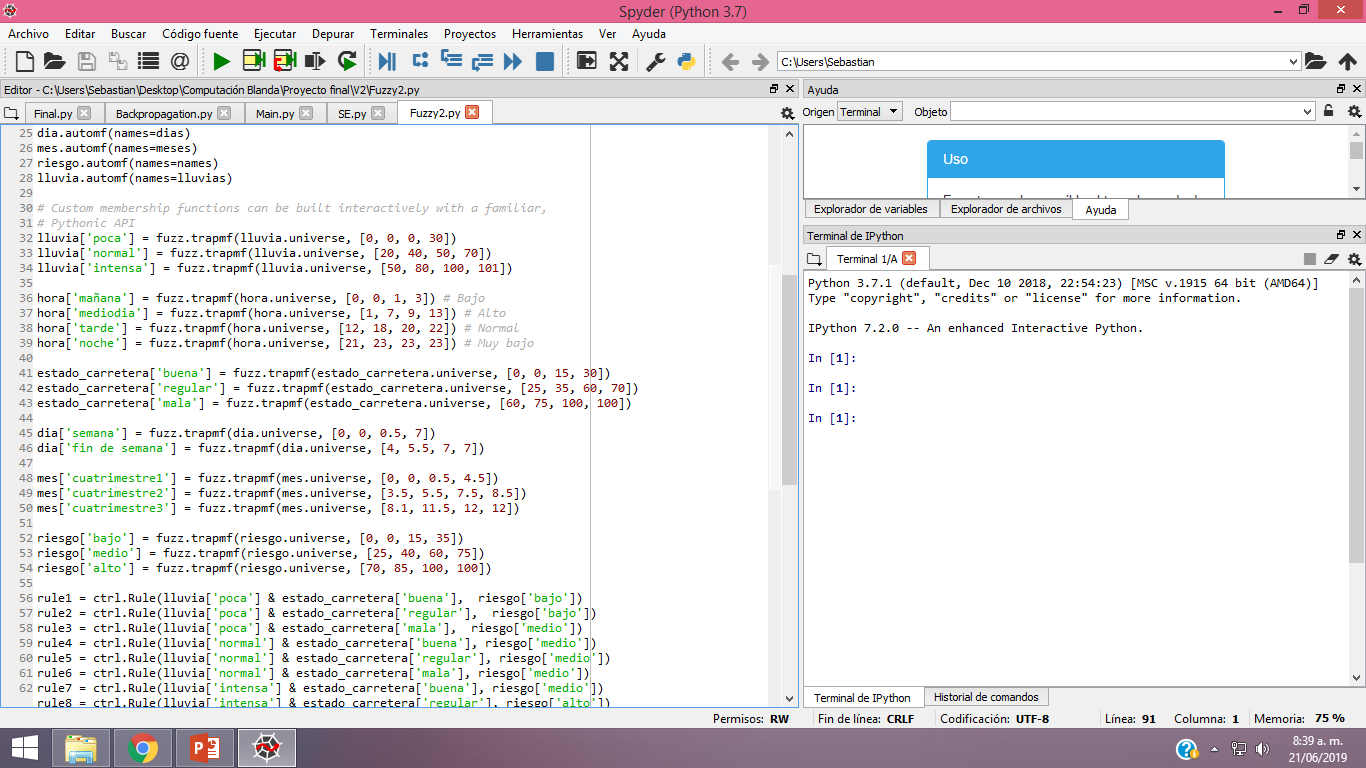 Spyder (Python 3.7)
Archivo Editar Buscar Código fuente Ejecutar Depurar Terminales Proyectos Herramientas Ver Ayuda
C:\Users\Sebastian
Editor - C:\Users\Sebastian\Desktop\Computación Blanda\Proyecto final\V2\Fuzzy2.py
Final.py Backpropagation.py Main.py SE.py Fuzzy2.py
25 dia.automf(names=dias)
26 mes.automf(names=meses)
27 riesgo.automf(names=names)
28 lluvia.automf(names=lluvias)
29
30 # Custom membership functions can be built interactively with a familiar,
31 # Pythonic API
32 lluvia['poca'] = fuzz.trapmf(lluvia.universe, [0, 0, 0, 30])
33 lluvia['normal'] = fuzz.trapmf(lluvia.universe, [20, 40, 50, 70])
34 lluvia['intensa'] = fuzz.trapmf(lluvia.universe, [50, 80, 100, 101])
35
36 hora['mañana'] = fuzz.trapmf(hora.universe, [0, 0, 1, 3]) # Bajo
37 hora['mediodia'] = fuzz.trapmf(hora.universe, [1, 7, 9, 13]) # Alto
38 hora['tarde'] = fuzz.trapmf(hora.universe, [12, 18, 20, 22]) # Normal
39 hora['noche'] = fuzz.trapmf(hora.universe, [21, 23, 23, 23]) # Muy bajo
40
41 estado_carretera['buena'] = fuzz.trapmf(estado_carretera.universe, [0, 0, 15, 30])
42 estado_carretera['regular'] = fuzz.trapmf(estado_carretera.universe, [25, 35, 60, 70])
43 estado_carretera['mala'] = fuzz.trapmf(estado_carretera.universe, [60, 75, 100, 100])
44
45 dia['semana'] = fuzz.trapmf(dia.universe, [0, 0, 0.5, 7])
46 dia['fin de semana'] = fuzz.trapmf(dia.universe, [4, 5.5, 7, 7])
47
48 mes['cuatrimestre1'] = fuzz.trapmf(mes.universe, [0, 0, 0.5, 4.5])
49 mes['cuatrimestre2'] = fuzz.trapmf(mes.universe, [3.5, 5.5, 7.5, 8.5])
50 mes['cuatrimestre3'] = fuzz.trapmf(mes.universe, [8.1, 11.5, 12, 12])
51
52 riesgo['bajo'] = fuzz.trapmf(riesgo.universe, [0, 0, 15, 35])
53 riesgo['medio'] = fuzz.trapmf(riesgo.universe, [25, 40, 60, 75])
54 riesgo['alto'] = fuzz.trapmf(riesgo.universe, [70, 85, 100, 100])
55
56 rule1 = ctrl.Rule(lluvia['poca'] & estado_carretera['buena'],  riesgo['bajo'])
57 rule2 = ctrl.Rule(lluvia['poca'] & estado_carretera['regular'],  riesgo['bajo'])
58 rule3 = ctrl.Rule(lluvia['poca'] & estado_carretera['mala'],  riesgo['medio'])
59 rule4 = ctrl.Rule(lluvia['normal'] & estado_carretera['buena'], riesgo['medio'])
60 rule5 = ctrl.Rule(lluvia['normal'] & estado_carretera['regular'], riesgo['medio'])
61 rule6 = ctrl.Rule(lluvia['normal'] & estado_carretera['mala'], riesgo['medio'])
62 rule7 = ctrl.Rule(lluvia['intensa'] & estado_carretera['buena'], riesgo['medio'])
rule8 = ctrl.Rule(lluvia['intensa'] & estado_carretera['regular'], riesgo['alto'])
Ayuda
Origen Terminal Objeto
Uso
Explorador de variables Explorador de archivos Ayuda
Terminal de IPython
Terminal 1/A
Python 3.7.1 (default, Dec 10 2018, 22:54:23) [MSC v.1915 64 bit (AMD64)]
Type "copyright", "credits" or "license" for more information.
IPython 7.2.0 -- An enhanced Interactive Python.
In [1]:
In [1]:
In [1]:
Terminal de IPython Historial de comandos
Permisos: RW Fin de línea: CRLF Codificación: UTF-8 Línea: 91 Columna: 1 Memoria: 75 %
8:39 a. m.
21/06/2019